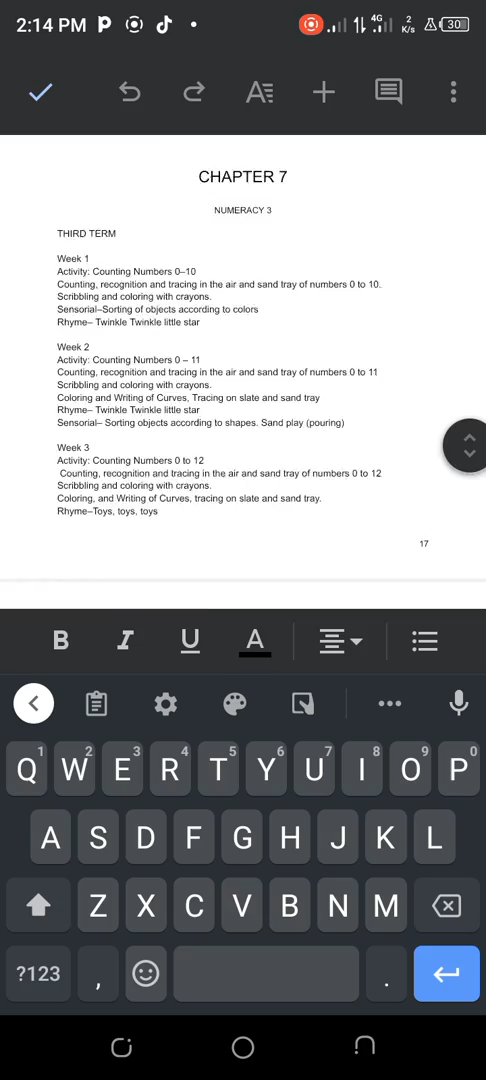 2:14 PM
4G
2
K/s
30
CHAPTER 7
NUMERACY 3
THIRD TERM
Week 1
Activity: Counting Numbers 0–10
Counting, recognition and tracing in the air and sand tray of numbers 0 to 10.
Scribbling and coloring with crayons.
Sensorial–Sorting of objects according to colors
Rhyme– Twinkle Twinkle little star
Week 2
Activity: Counting Numbers 0 – 11
Counting, recognition and tracing in the air and sand tray of numbers 0 to 11
Scribbling and coloring with crayons.
Coloring and Writing of Curves, Tracing on slate and sand tray
Rhyme– Twinkle Twinkle little star
Sensorial– Sorting objects according to shapes. Sand play (pouring)
Week 3
Activity: Counting Numbers 0 to 12
Counting, recognition and tracing in the air and sand tray of numbers 0 to 12
Scribbling and coloring with crayons.
Coloring, and Writing of Curves, tracing on slate and sand tray.
Rhyme–Toys, toys, toys
17
B I U A
1 2 3 4 5 6 7 8 9 0
Q W E R T Y U I O P
A S D F G H J K L
Z X C V B N M
?123 , .